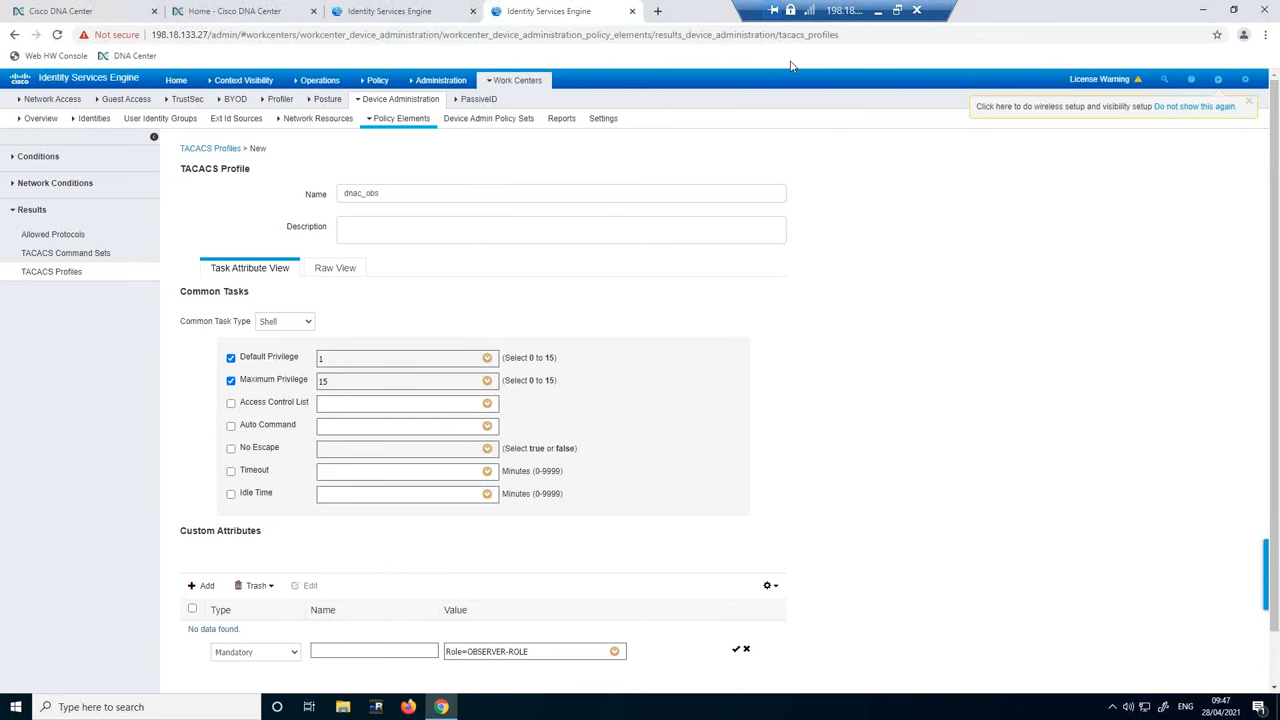 Cisco DNA Center
Home - Cisco DNA Center
Identity Services Engine
Identity Services Engine
198.18....
Not secure
198.18.133.27/admin/#workcenters/workcenter_device_administration/workcenter_device_administration_policy_elements/results_device_administration/tacacs_profiles
Web HW Console
DNA Center
cisco
Identity Services Engine
Home
Context Visibility
Operations
Policy
Administration
Work Centers
License Warning
Network Access
Guest Access
TrustSec
BYOD
Profiler
Posture
Device Administration
PassiveID
Click here to do wireless setup and visibility setup Do not show this again.
Overview
Identities
User Identity Groups
Ext Id Sources
Network Resources
Policy Elements
Device Admin Policy Sets
Reports
Settings
Conditions
Network Conditions
Results
Allowed Protocols
TACACS Command Sets
TACACS Profiles
TACACS Profiles > New
TACACS Profile
Name
dnac_obs
Description
Task Attribute View
Raw View
Common Tasks
Common Task Type
Shell
Default Privilege
1
(Select 0 to 15)
Maximum Privilege
15
(Select 0 to 15)
Access Control List
Auto Command
No Escape
(Select true or false)
Timeout
Minutes (0-9999)
Idle Time
Minutes (0-9999)
Custom Attributes
Add
Trash
Edit
Type
Name
Value
No data found.
Mandatory
Role=OBSERVER-ROLE
Type here to search
ENG
09:47
28/04/2021
1